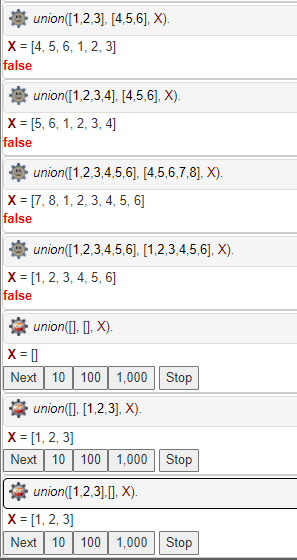 union([1,2,3], [4,5,6], X).
X = [4, 5, 6, 1, 2, 3]
false
union([1,2,3,4], [4,5,6], X).
X = [5, 6, 1, 2, 3, 4]
false
union([1,2,3,4,5,6], [4,5,6,7,8], X).
X = [7, 8, 1, 2, 3, 4, 5, 6]
false
union([1,2,3,4,5,6], [1,2,3,4,5,6], X).
X = [1, 2, 3, 4, 5, 6]
false
union([], [], X).
X = []
Next 10 100 1,000 Stop
union([], [1,2,3], X).
X = [1, 2, 3]
Next 10 100 1,000 Stop
union([1,2,3],[], X).
X = [1, 2, 3]
Next 10 100 1,000 Stop